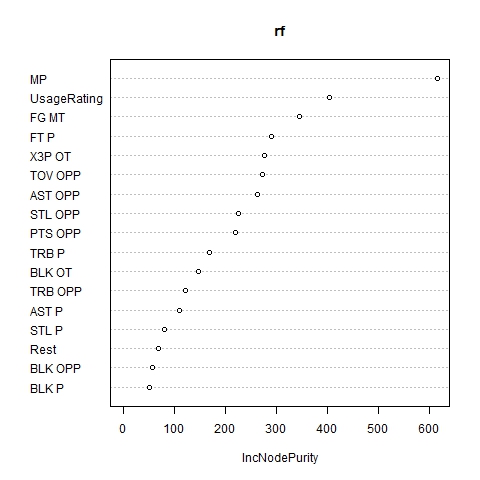 rf
MP
UsageRating
FG MT
FT P
X3P OT
TOV OPP
AST OPP
STL OPP
PTS OPP
TRB P
BLK OT
TRB OPP
AST P
STL P
Rest
BLK OPP
BLK P
0 100 200 300 400 500 600
IncNodePurity